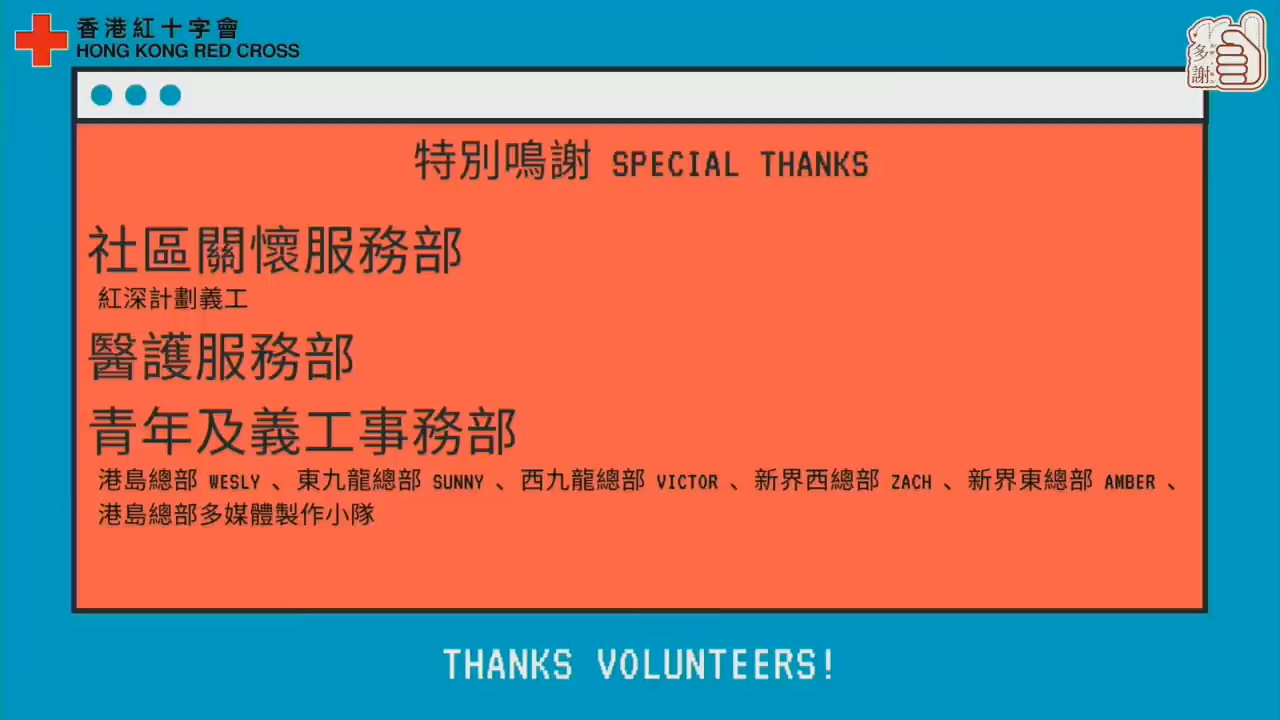 香港紅十字會
HONG KONG RED CROSS
多謝
特別鳴謝 SPECIAL THANKS
社區關懷服務部
紅深計劃義工
醫護服務部
青年及義工事務部
港島總部 WESLY 、東九龍總部 SUNNY 、西九龍總部 VICTOR 、新界西總部 ZACH 、新界東總部 AMBER 、
港島總部多媒體製作小隊
THANKS VOLUNTEERS!